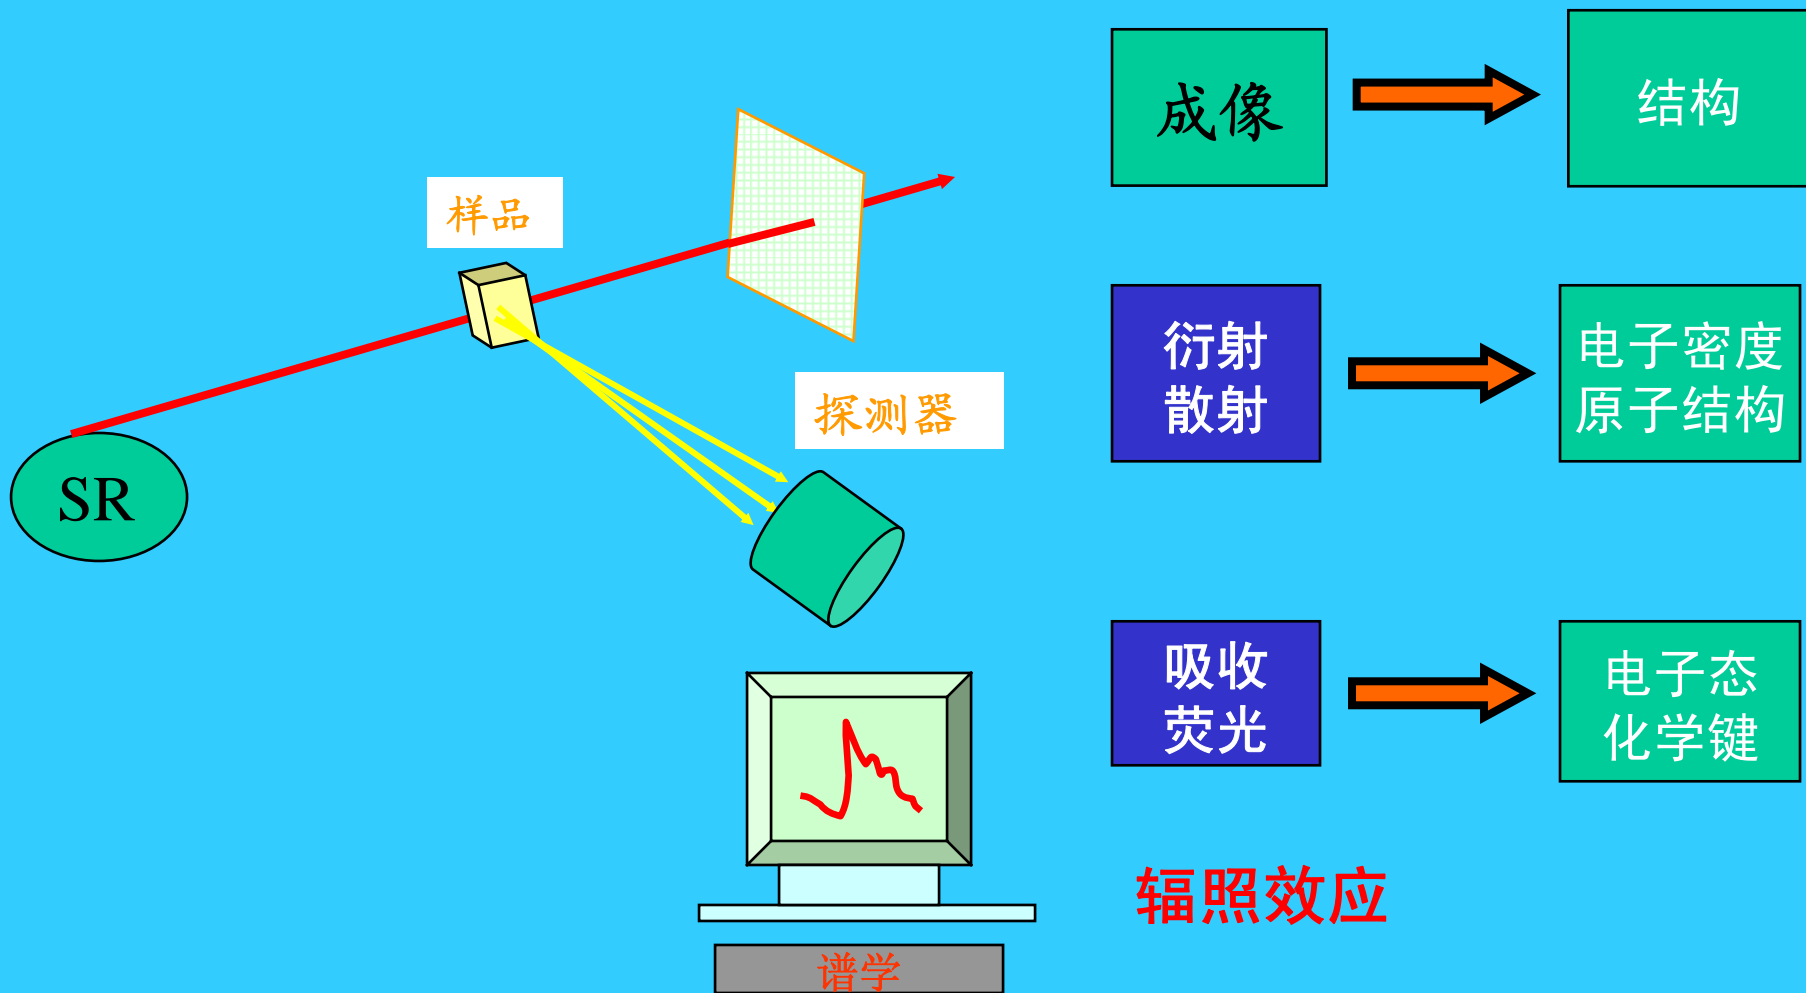 成像
结构
样品
衍射
散射
电子密度
原子结构
探测器
SR
吸收
荧光
电子态
化学键
辐照效应
谱学